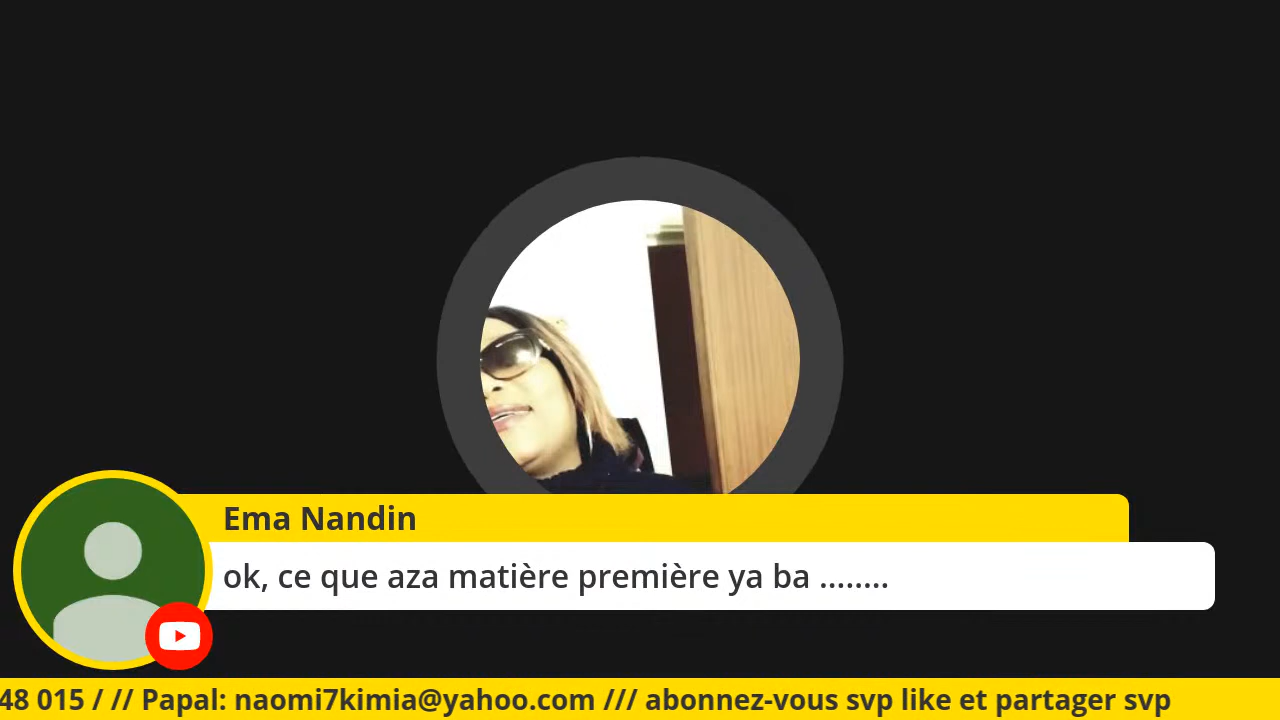 Ema Nandin
ok, ce que aza matière première ya ba ........
48 015 / // Papal: naomi7kimia@yahoo.com /// abonnez-vous svp like et partager svp